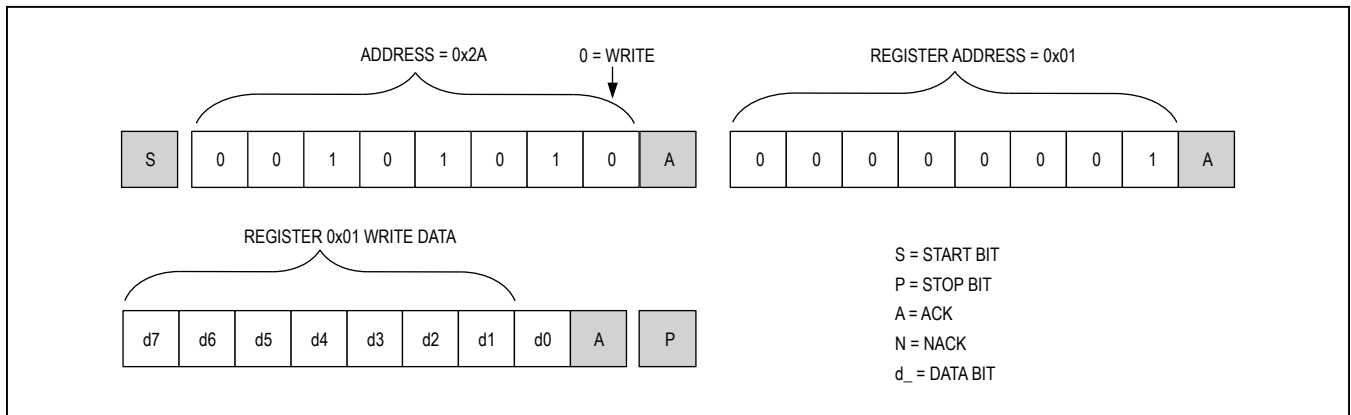 ADDRESS = 0x2A 0 = WRITE REGISTER ADDRESS = 0x01
S 0 0 1 0 1 0 1 0 A 0 0 0 0 0 0 0 1 A
REGISTER 0x01 WRITE DATA
d7 d6 d5 d4 d3 d2 d1 d0 A P
S = START BIT
P = STOP BIT
A = ACK
N = NACK
d_ = DATA BIT